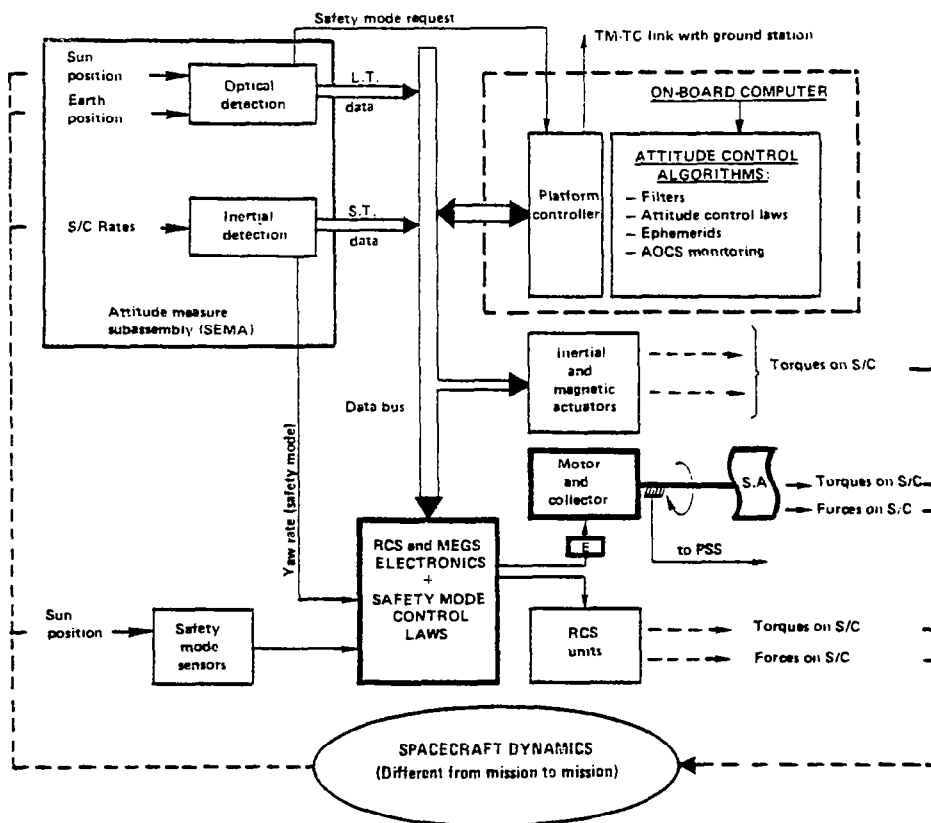 Safety mode request
TM-TC link with ground station
Sun
position
Earth
position
Optical
detection
L.T.
data
ON-BOARD COMPUTER
ATTITUDE CONTROL
ALGORITHMS:
– Filters
– Attitude control laws
– Ephemerids
– AOCS monitoring
Platform
controller
S/C Rates
Inertial
detection
S.T.
data
Attitude measure
subassembly (SEMA)
Inertial
and
magnetic
actuators
Torques on S/C
Data bus
Yaw rate (safety mode)
Motor
and
collector
S.A
Torques on S/C
Forces on S/C
E
to PSS
RCS and MEGS
ELECTRONICS
+
SAFETY MODE
CONTROL
LAWS
Sun
position
Safety
mode
sensors
RCS
units
Torques on S/C
Forces on S/C
SPACECRAFT DYNAMICS
(Different from mission to mission)